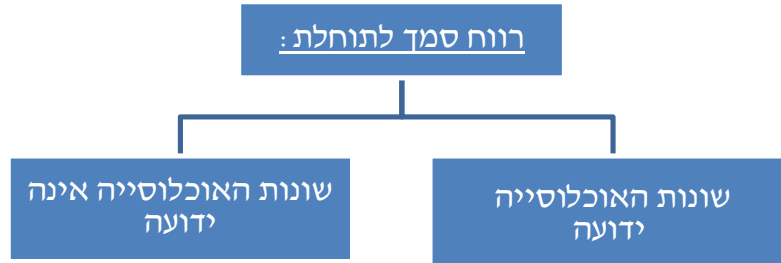 רווח סמך לתוחלת :
שונות האוכלוסייה
ידועה
שונות האוכלוסייה אינה
ידועה